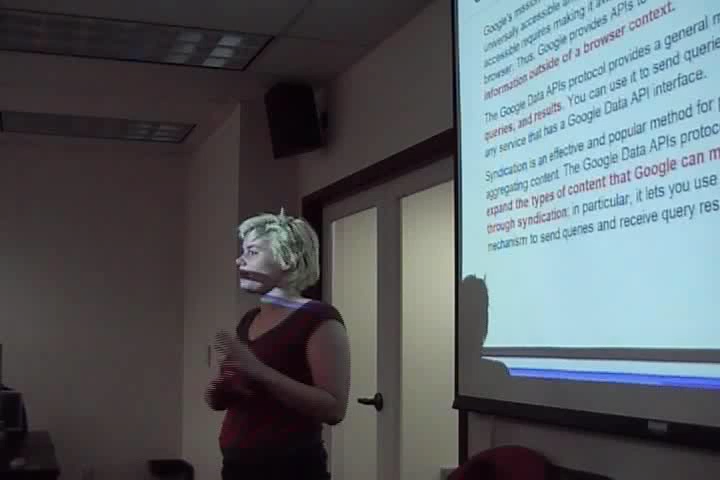 Google's mission
universally accessible
accessible requires making it
browser. Thus, Google provides APIs to
information outside of a browser context.
The Google Data APIs protocol provides a general
queries, and results. You can use it to send queries
any service that has a Google Data API interface.
Syndication is an effective and popular method for
aggregating content. The Google Data APIs
expand the types of content that Google can
through syndication; in particular, it lets you use
mechanism to send queries and receive query